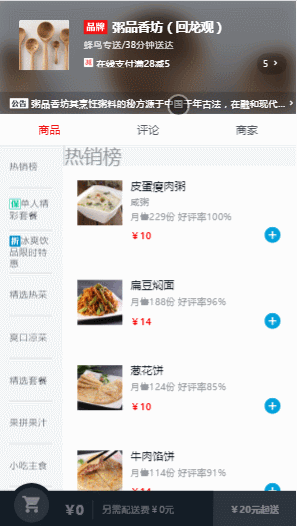 品牌 粥品香坊（回龙观）
蜂鸟专送/38分钟送达
减 在线支付满28减5
5 >
公告 粥品香坊其烹饪粥料的秘方源于中国千年古法，在融和现代... >
商品 评论 商家
热销榜
保单人精彩套餐
折冰爽饮品限时特惠
精选热菜
爽口凉菜
精选套餐
果拼果汁
小吃主食
热销榜
皮蛋瘦肉粥
咸粥
月售229份 好评率100%
¥10
扁豆焖面
月售188份 好评率96%
¥14
葱花饼
月售124份 好评率85%
¥10
牛肉馅饼
月售114份 好评率91%
¥14
¥0 另需配送费¥0元 ¥20元起送